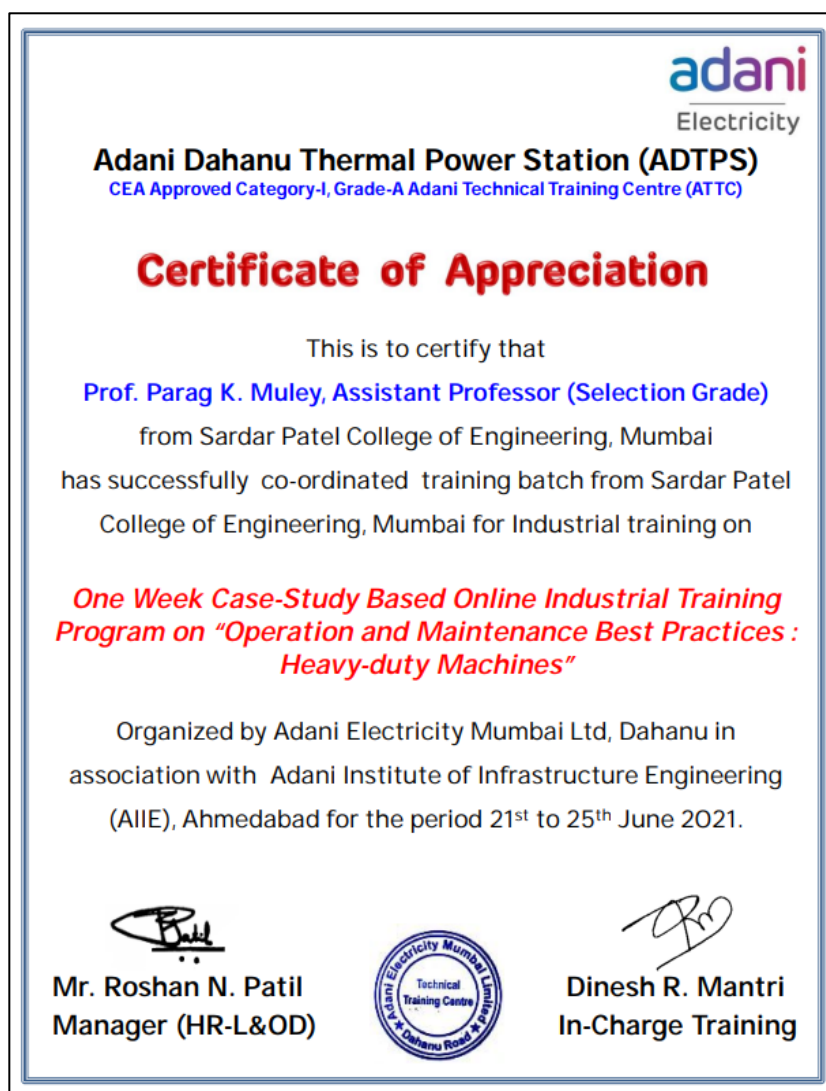 adani
Electricity
Adani Dahanu Thermal Power Station (ADTPS)
CEA Approved Category-I, Grade-A Adani Technical Training Centre (ATTC)
Certificate of Appreciation
This is to certify that
Prof. Parag K. Muley, Assistant Professor (Selection Grade)
from Sardar Patel College of Engineering, Mumbai
has successfully co-ordinated training batch from Sardar Patel
College of Engineering, Mumbai for Industrial training on
One Week Case-Study Based Online Industrial Training
Program on “Operation and Maintenance Best Practices :
Heavy-duty Machines”
Organized by Adani Electricity Mumbai Ltd, Dahanu in
association with Adani Institute of Infrastructure Engineering
(AIIE), Ahmedabad for the period 21st to 25th June 2021.
Mr. Roshan N. Patil
Manager (HR-L&OD)
Adani Electricity Mumbai Limited
Technical
Training Centre
★ Dahanu Road ★
Dinesh R. Mantri
In-Charge Training